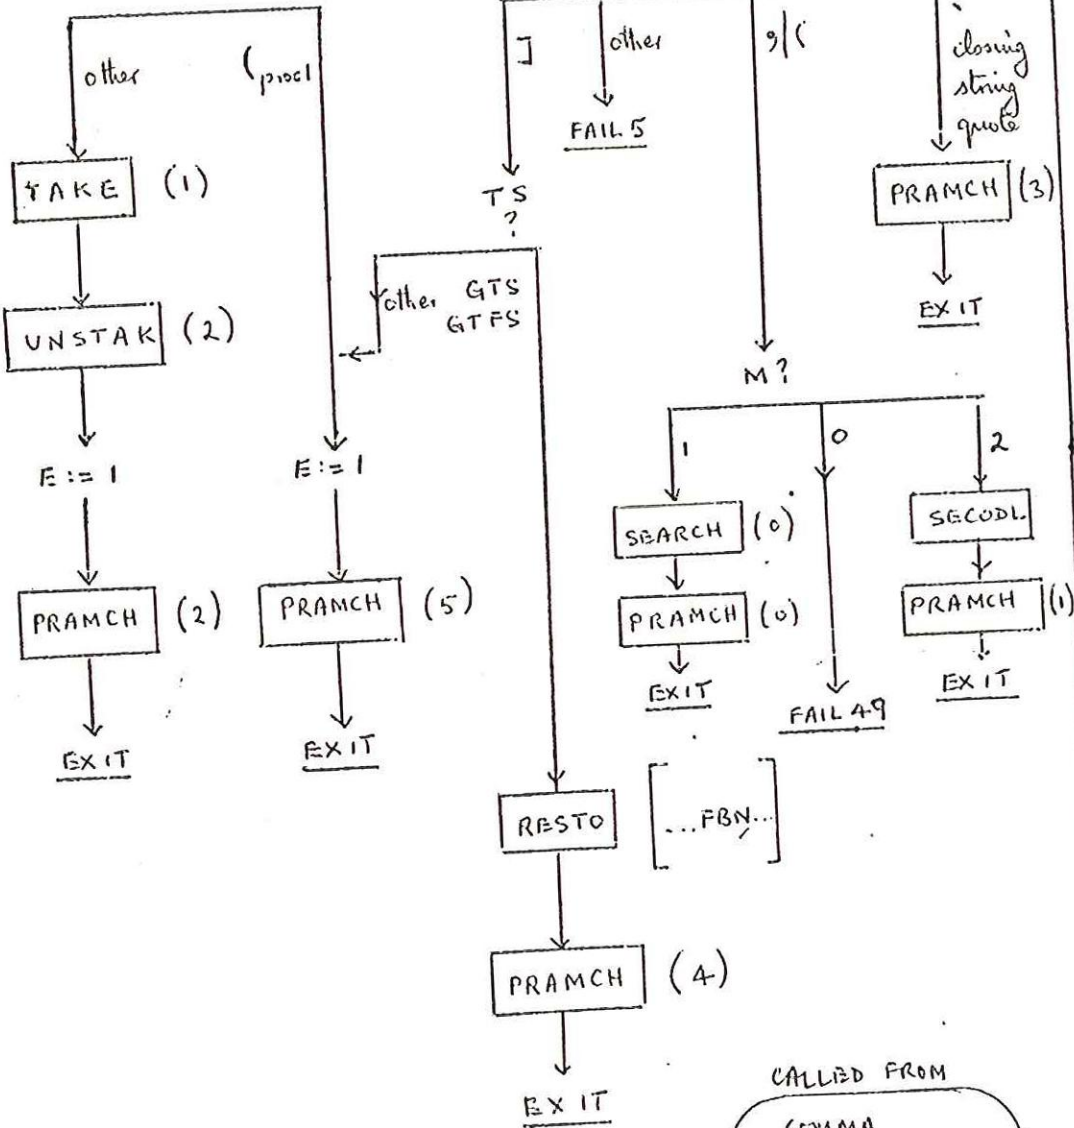 other
(proc1
]
other
,/(
closing
string
quote
FAIL 5
TAKE (1)
TS
?
PRAMCH (3)
other GTS
GTFS
EXIT
UNSTAK (2)
M?
1
0
2
E := 1
E := 1
SEARCH (0)
SECODL
PRAMCH (2)
PRAMCH (5)
PRAMCH (0)
PRAMCH (1)
EXIT
EXIT
FAIL 49
EXIT
EXIT
RESTO
[...FBN...]
PRAMCH (4)
EXIT
CALLED FROM
COMMA